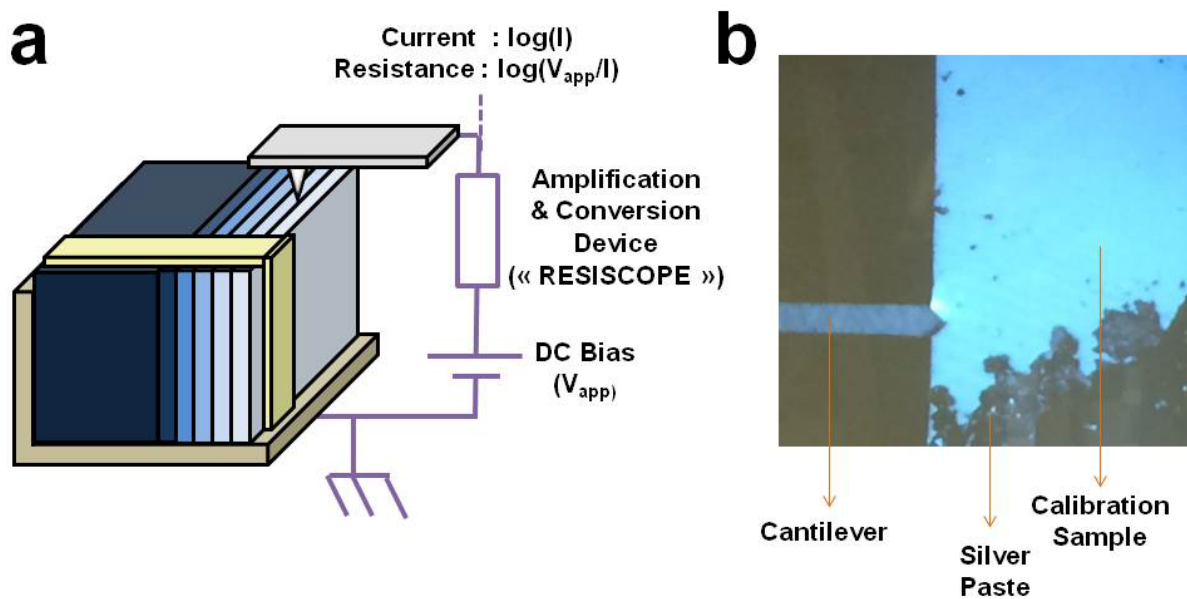 a
Current : log(I)
Resistance : log(Vapp/I)
Amplification
& Conversion
Device
(« RESISCOPE »)
DC Bias
(Vapp)
b
Cantilever
Silver
Paste
Calibration
Sample